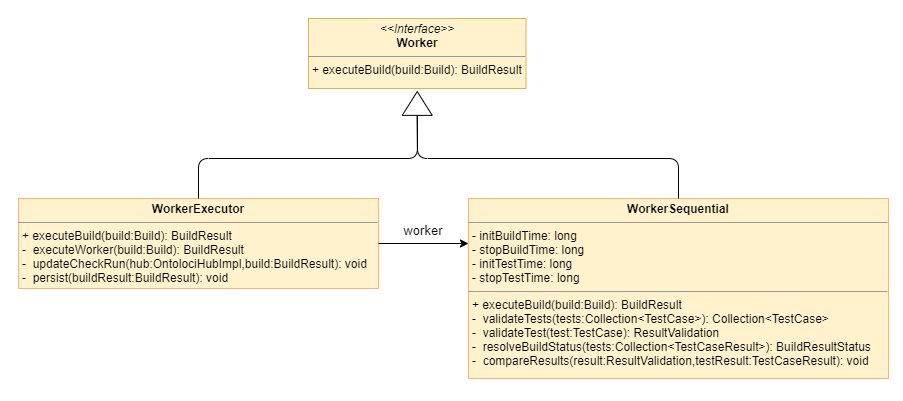 <<Interface>>
Worker
+ executeBuild(build:Build): BuildResult
WorkerExecutor
+ executeBuild(build:Build): BuildResult
- executeWorker(build:Build): BuildResult
- updateCheckRun(hub:OntolociHubImpl,build:BuildResult): void
- persist(buildResult:BuildResult): void
worker
WorkerSequential
- initBuildTime: long
- stopBuildTime: long
- initTestTime: long
- stopTestTime: long
+ executeBuild(build:Build): BuildResult
- validateTests(tests:Collection<TestCase>): Collection<TestCase>
- validateTest(test:TestCase): ResultValidation
- resolveBuildStatus(tests:Collection<TestCaseResult>): BuildResultStatus
- compareResults(result:ResultValidation,testResult:TestCaseResult): void